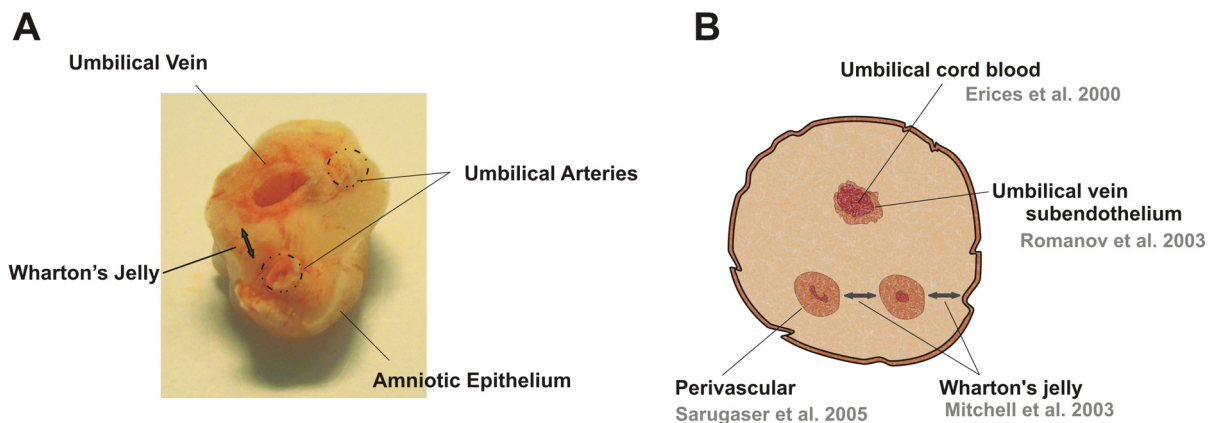 A
Umbilical Vein
Umbilical Arteries
Wharton's Jelly
Amniotic Epithelium
B
Umbilical cord blood
Erices et al. 2000
Umbilical vein
subendothelium
Romanov et al. 2003
Perivascular
Sarugaser et al. 2005
Wharton's jelly
Mitchell et al. 2003